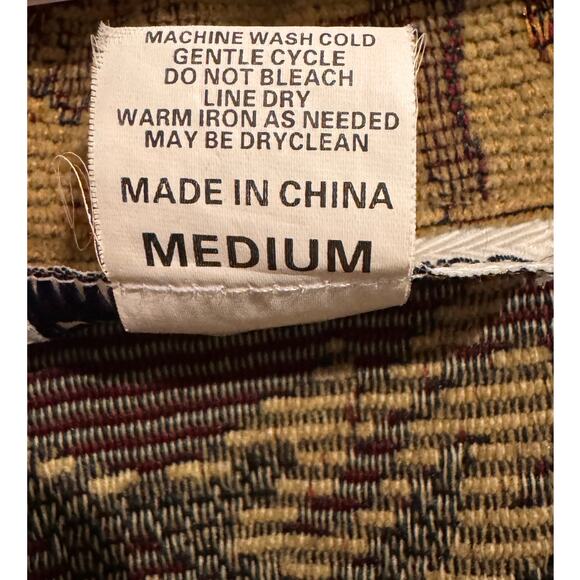 MACHINE WASH COLD
GENTLE CYCLE
DO NOT BLEACH
LINE DRY
WARM IRON AS NEEDED
MAY BE DRYCLEAN
MADE IN CHINA
MEDIUM